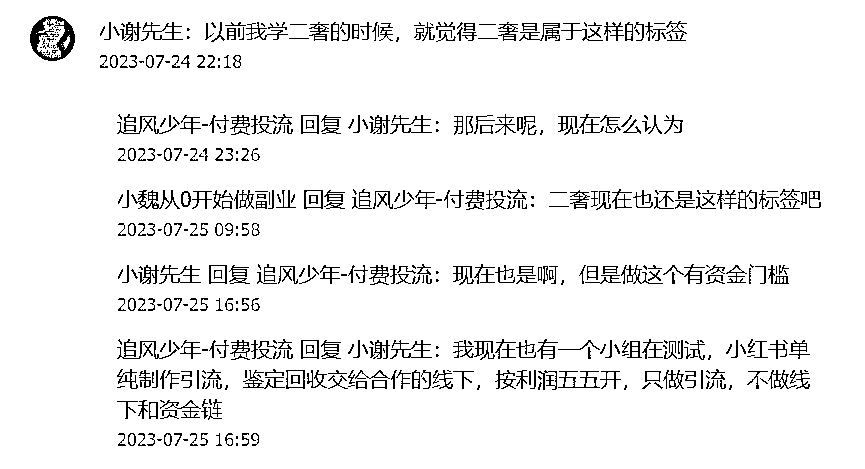 小谢先生：以前我学二奢的时候，就觉得二奢是属于这样的标签
2023-07-24 22:18
追风少年-付费投流 回复 小谢先生：那后来呢，现在怎么认为
2023-07-24 23:26
小魏从0开始做副业 回复 追风少年-付费投流：二奢现在也还是这样的标签吧
2023-07-25 09:58
小谢先生 回复 追风少年-付费投流：现在也是啊，但是做这个有资金门槛
2023-07-25 16:56
追风少年-付费投流 回复 小谢先生：我现在也有一个小组在测试，小红书单
纯制作引流，鉴定回收交给合作的线下，按利润五五开，只做引流，不做线
下和资金链
2023-07-25 16:59